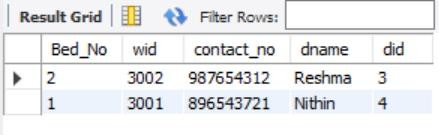 Result Grid Filter Rows:
Bed_No wid contact_no dname did
2 3002 987654312 Reshma 3
1 3001 896543721 Nithin 4